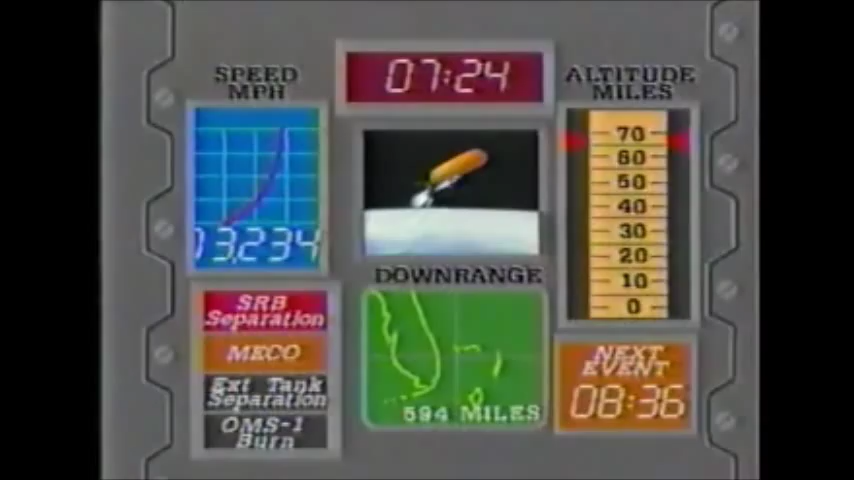 07:24
SPEED
MPH
ALTITUDE
MILES
70
60
50
40
30
20
10
0
3,234
DOWNRANGE
594 MILES
SRB
Separation
MECO
Ext Tank
Separation
OMS-1
Burn
NEXT
EVENT
08:36